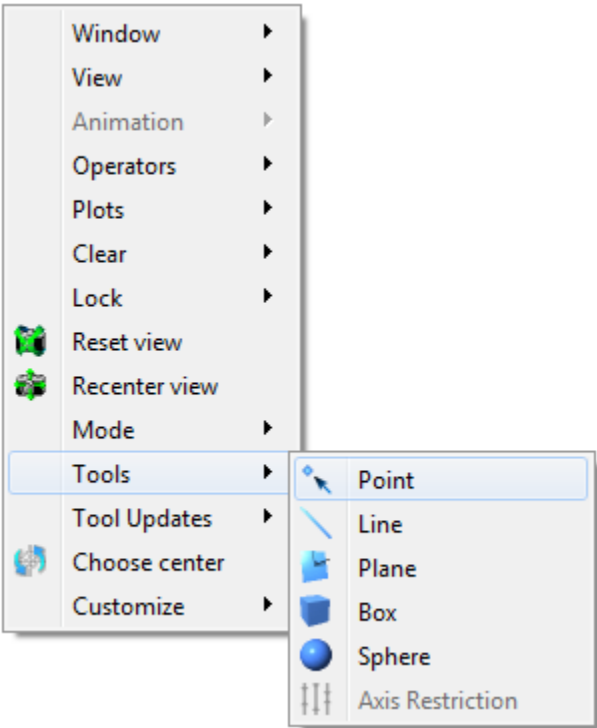 Window
View
Animation
Operators
Plots
Clear
Lock
Reset view
Recenter view
Mode
Tools
Tool Updates
Choose center
Customize
Point
Line
Plane
Box
Sphere
Axis Restriction